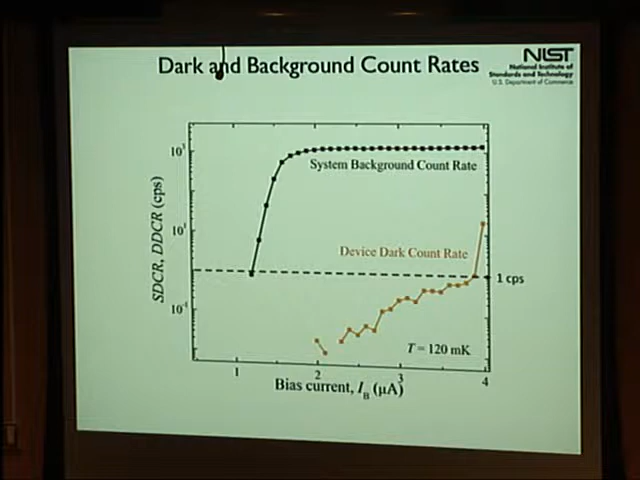 Dark and Background Count Rates
NIST
National Institute of
Standards and Technology
U.S. Department of Commerce
10³
System Background Count Rate
10¹
SDCR, DDCR (cps)
Device Dark Count Rate
1 cps
10⁻¹
T = 120 mK
1 2 3 4
Bias current, I_B (µA)